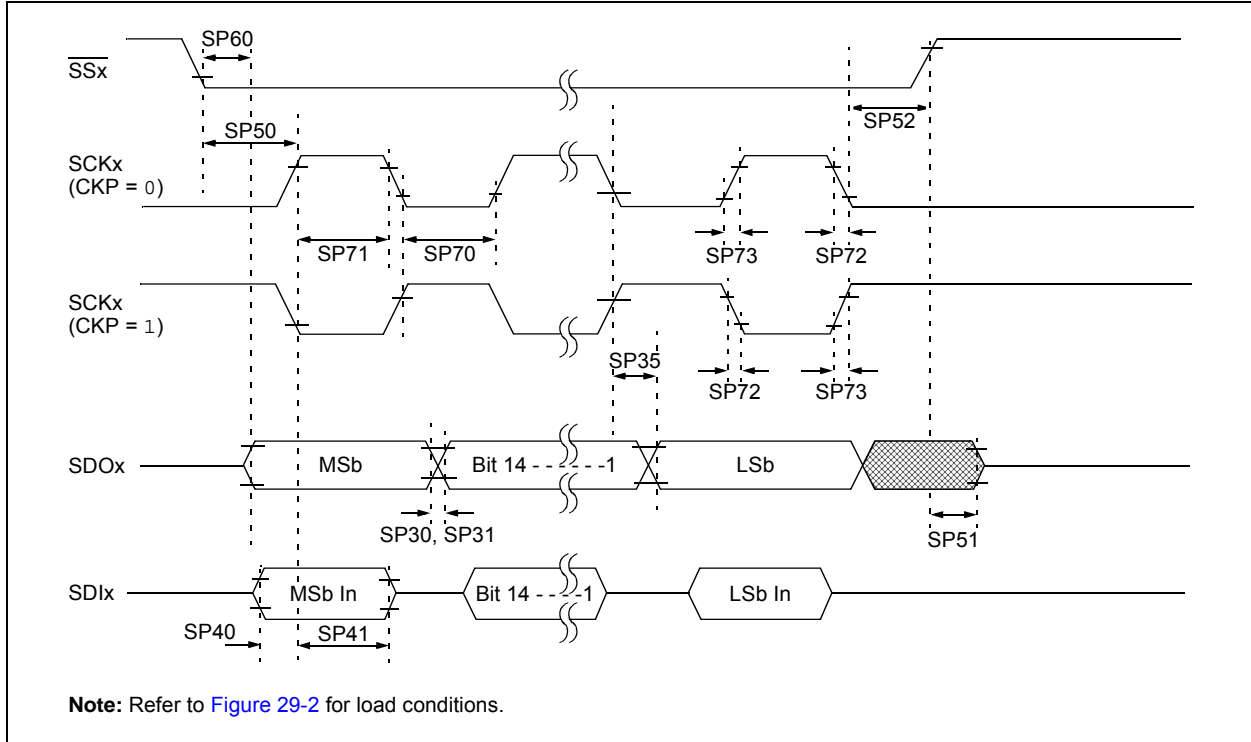 SP60
SSx
SP50
SP52
SCKx
(CKP = 0)
SP71
SP70
SP73
SP72
SCKx
(CKP = 1)
SP35
SP72
SP73
SDOx
MSb
Bit 14 - - - - - -1
LSb
SP30, SP31
SP51
SDIx
MSb In
Bit 14 - - - -1
LSb In
SP40
SP41
Note: Refer to Figure 29-2 for load conditions.